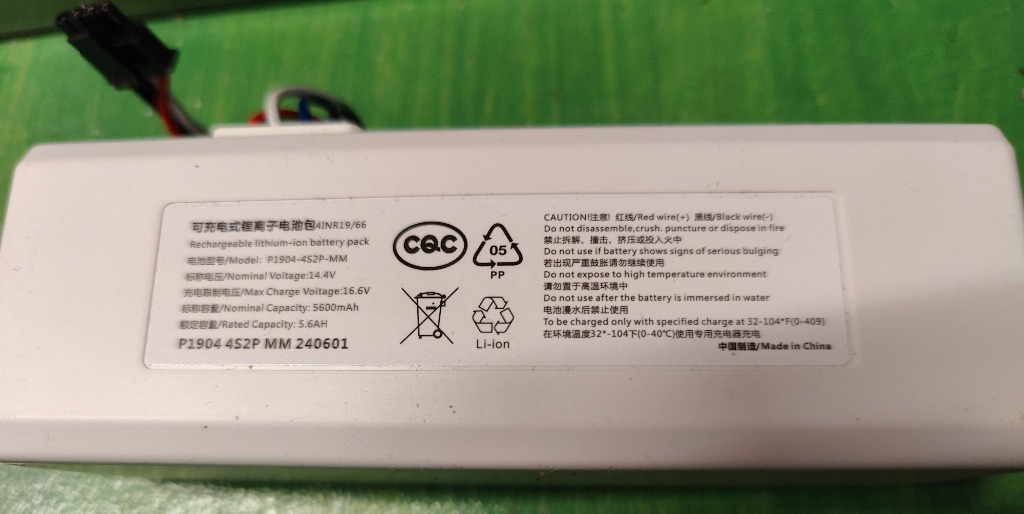 可充电式锂离子电池包4INR19/66
Rechargeable lithium-ion battery pack
电池型号/Model: P1904-4S2P-MM
标称电压/Nominal Voltage:14.4V
充电限制电压/Max Charge Voltage:16.6V
标称容量/Nominal Capacity: 5600mAh
额定容量/Rated Capacity: 5.6AH
P1904 4S2P MM 240601
CQC
05
PP
Li-ion
CAUTION!注意! 红线/Red wire(+) 黑线/Black wire(-)
Do not disassemble,crush. puncture or dispose in fire
禁止拆解、撞击、挤压或投入火中
Do not use if battery shows signs of serious bulging
若出现严重鼓胀请勿继续使用
Do not expose to high temperature environment
请勿置于高温环境中
Do not use after the battery is immersed in water
电池漫水后禁止使用
To be charged only with specified charge at 32-104*F(0-409)
在环境温度32*-104下(0-40℃)使用专用充电器充电
中国制造/Made in China